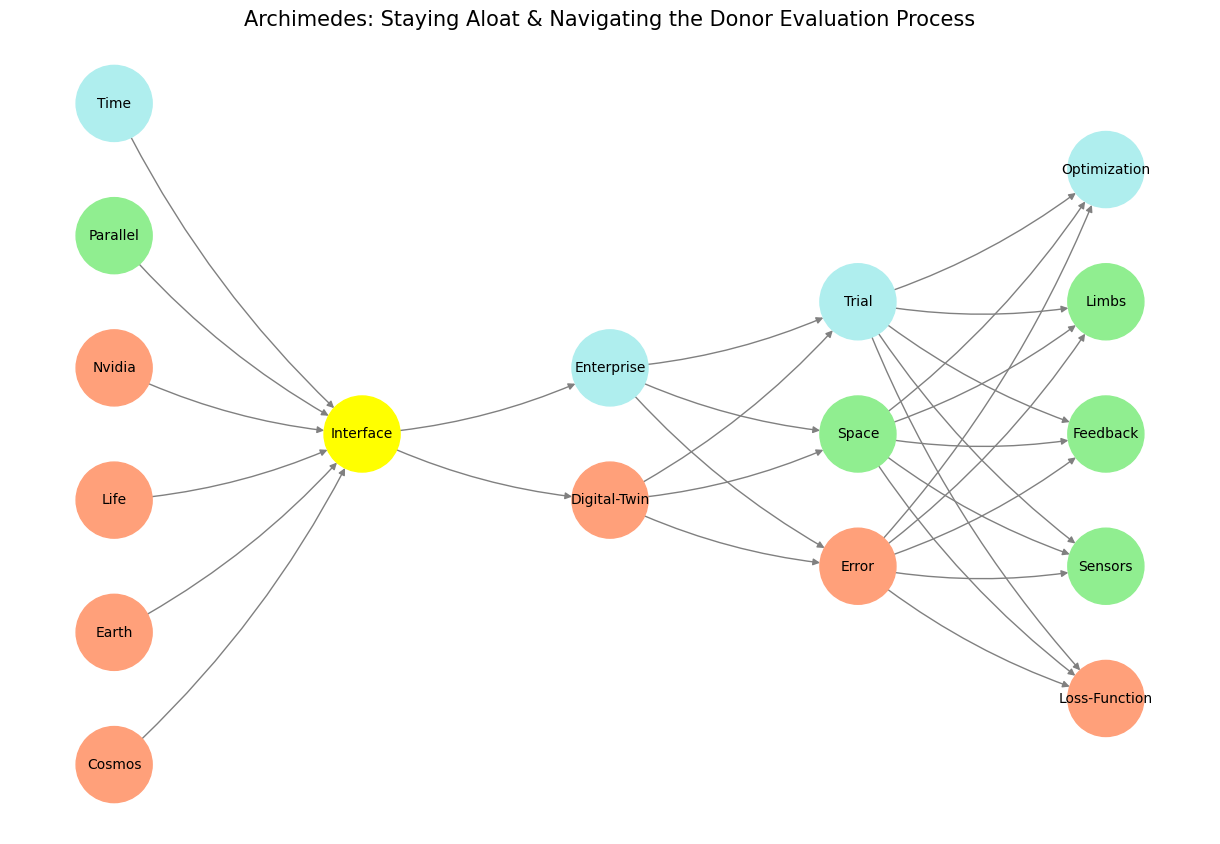 Archimedes: Staying Aloat & Navigating the Donor Evaluation Process
Time
Parallel
Nvidia
Life
Earth
Cosmos
Interface
Enterprise
Digital-Twin
Trial
Space
Error
Optimization
Limbs
Feedback
Sensors
Loss-Function